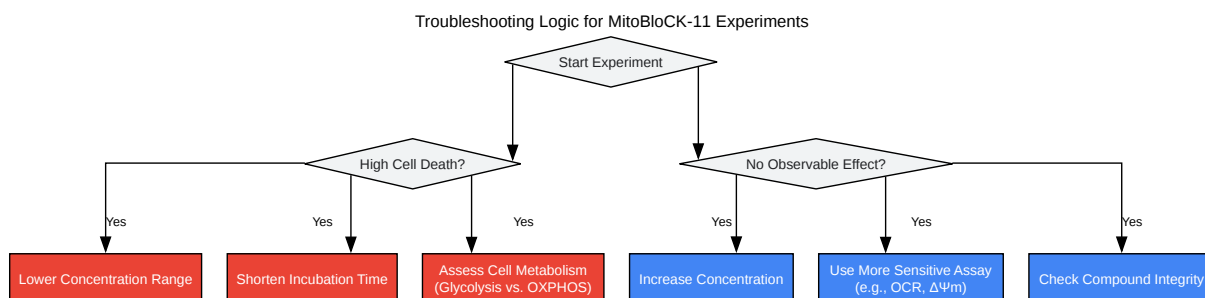 Troubleshooting Logic for MitoBloCK-11 Experiments
Start Experiment
High Cell Death?
No Observable Effect?
Yes
Yes
Yes
Yes
Yes
Yes
Lower Concentration Range
Shorten Incubation Time
Assess Cell Metabolism
(Glycolysis vs. OXPHOS)
Increase Concentration
Use More Sensitive Assay
(e.g., OCR, ΔΨm)
Check Compound Integrity